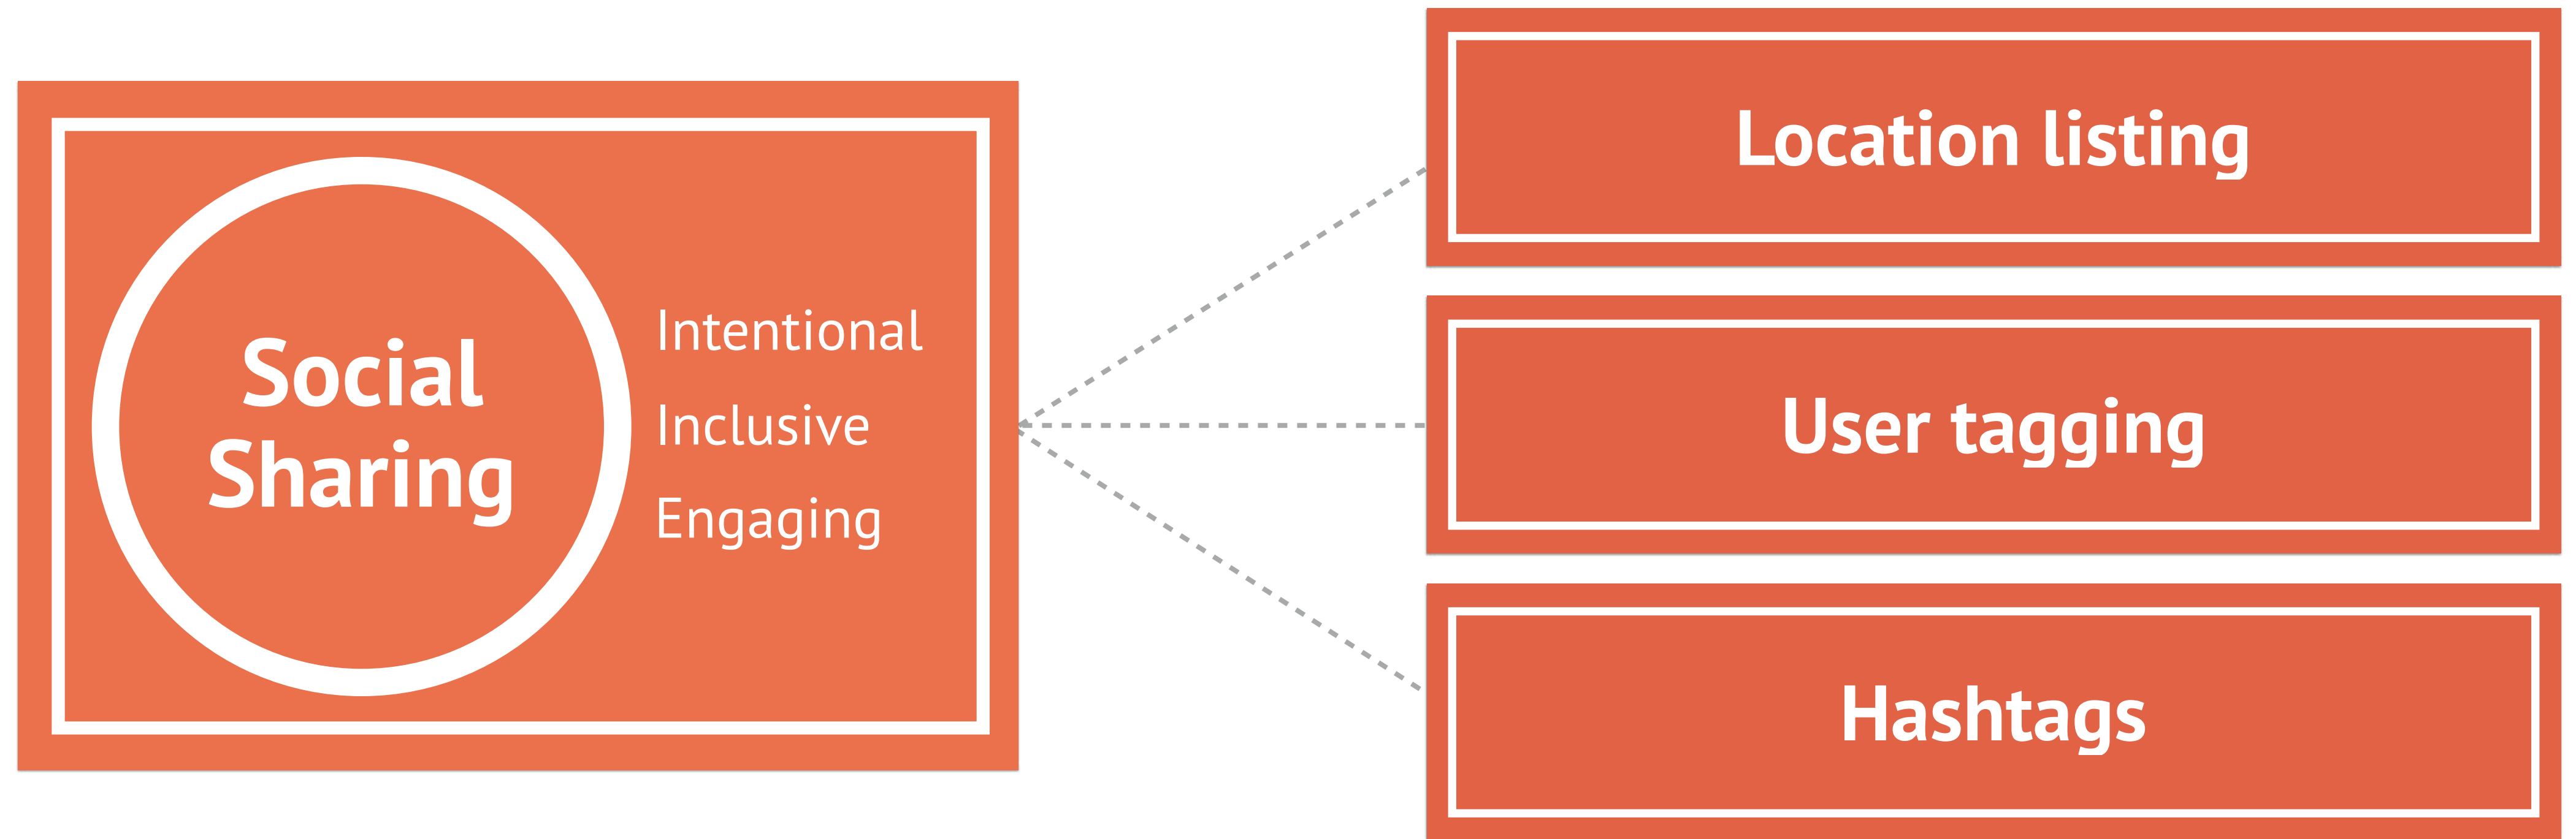 Social
Sharing
Intentional
Inclusive
Engaging
Location listing
User tagging
Hashtags